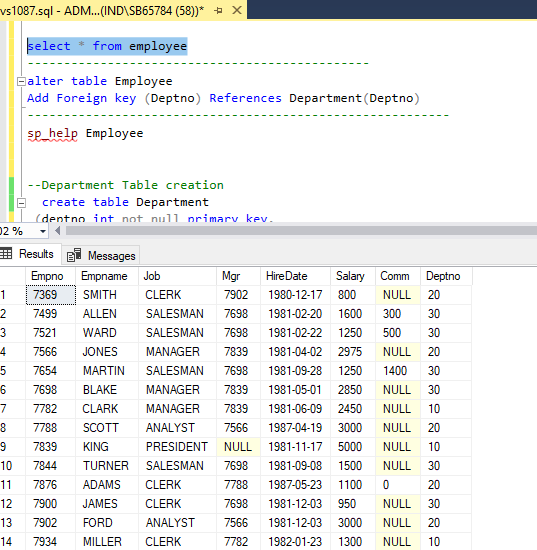 vs1087.sql - ADM...(IND\SB65784 (58))*
select * from employee
--------------------------------------------
alter table Employee
Add Foreign key (Deptno) References Department(Deptno)
------------------------------------------------------
sp_help Employee
--Department Table creation
create table Department
(deptno int not null primary key,
02 %
Results Messages
Empno Empname Job Mgr HireDate Salary Comm Deptno
1 7369 SMITH CLERK 7902 1980-12-17 800 NULL 20
2 7499 ALLEN SALESMAN 7698 1981-02-20 1600 300 30
3 7521 WARD SALESMAN 7698 1981-02-22 1250 500 30
4 7566 JONES MANAGER 7839 1981-04-02 2975 NULL 20
5 7654 MARTIN SALESMAN 7698 1981-09-28 1250 1400 30
6 7698 BLAKE MANAGER 7839 1981-05-01 2850 NULL 30
7 7782 CLARK MANAGER 7839 1981-06-09 2450 NULL 10
8 7788 SCOTT ANALYST 7566 1987-04-19 3000 NULL 20
9 7839 KING PRESIDENT NULL 1981-11-17 5000 NULL 10
10 7844 TURNER SALESMAN 7698 1981-09-08 1500 NULL 30
11 7876 ADAMS CLERK 7788 1987-05-23 1100 0 20
12 7900 JAMES CLERK 7698 1981-12-03 950 NULL 30
13 7902 FORD ANALYST 7566 1981-12-03 3000 NULL 20
14 7934 MILLER CLERK 7782 1982-01-23 1300 NULL 10